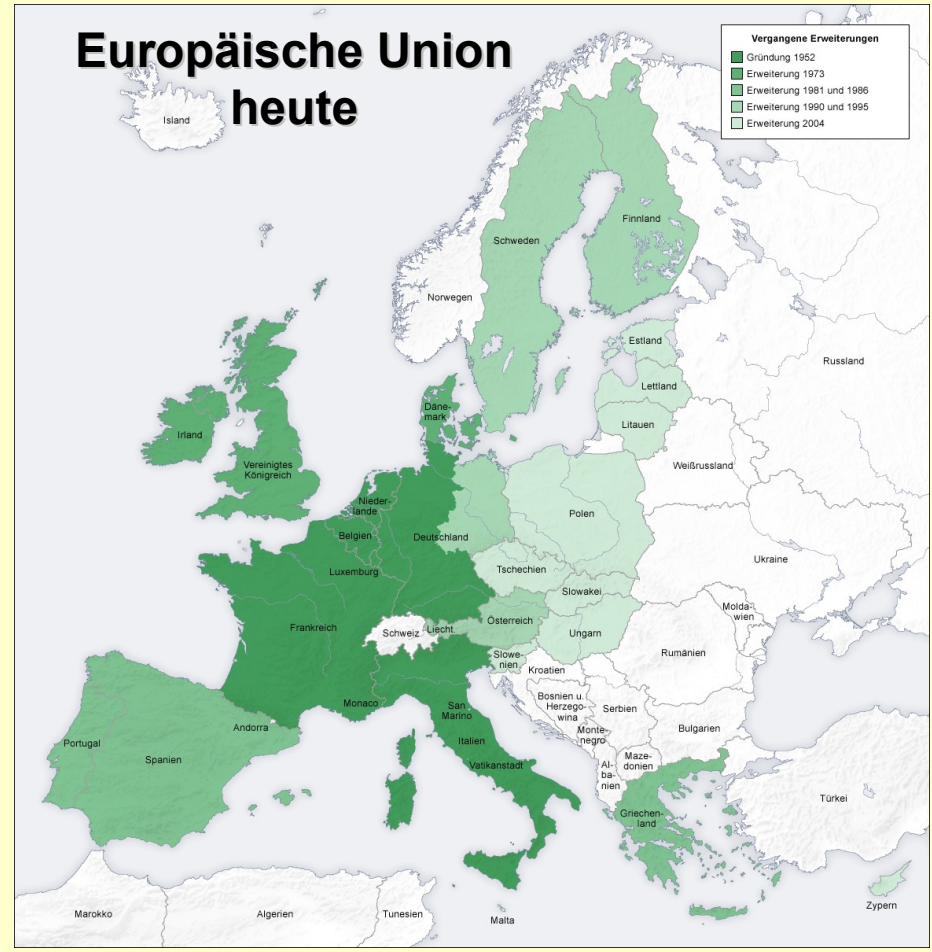 Europäische Union
heute
Vergangene Erweiterungen
Gründung 1952
Erweiterung 1973
Erweiterung 1981 und 1986
Erweiterung 1990 und 1995
Erweiterung 2004
Island
Finnland
Schweden
Norwegen
Estland
Russland
Lettland
Litauen
Däne-
mark
Irland
Vereinigtes
Königreich
Weißrussland
Nieder-
lande
Polen
Belgien
Deutschland
Ukraine
Luxemburg
Tschechien
Slowakei
Molda-
wien
Frankreich
Schweiz
Liecht.
Österreich
Ungarn
Rumänien
Slowe-
nien
Kroatien
Monaco
San
Marino
Bosnien u.
Herzego-
wina
Serbien
Andorra
Bulgarien
Monte-
negro
Portugal
Spanien
Italien
Vatikanstadt
Al-
ba-
nien
Maze-
donien
Türkei
Griechen-
land
Zypern
Marokko
Algerien
Tunesien
Malta